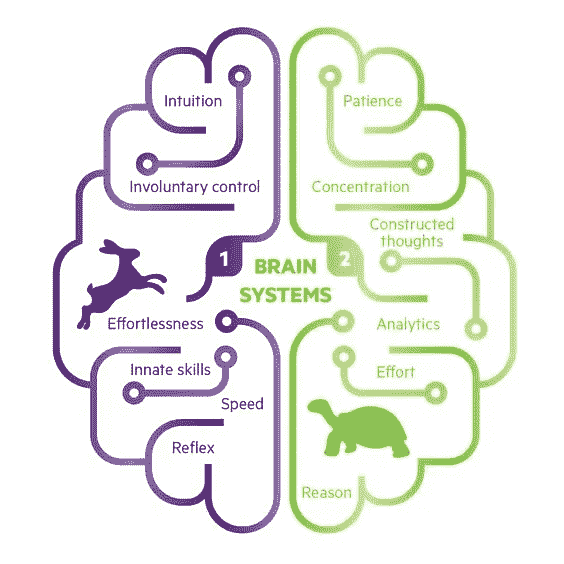 Intuition
Involuntary control
1
Effortlessness
Innate skills
Speed
Reflex
BRAIN
SYSTEMS
2
Patience
Concentration
Constructed
thoughts
Analytics
Effort
Reason